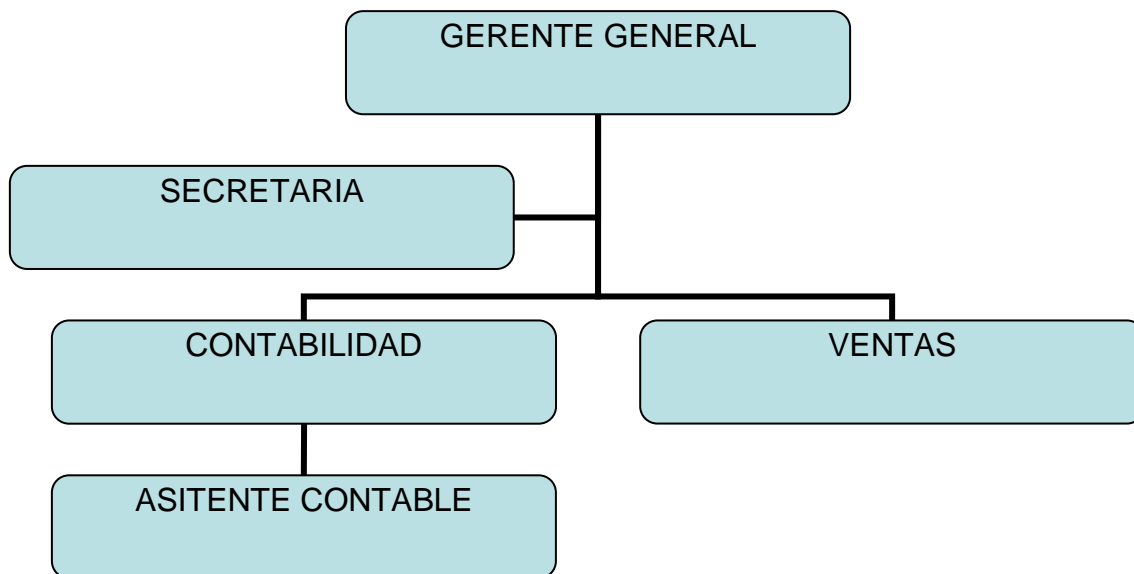 GERENTE GENERAL
SECRETARIA
CONTABILIDAD
VENTAS
ASITENTE CONTABLE